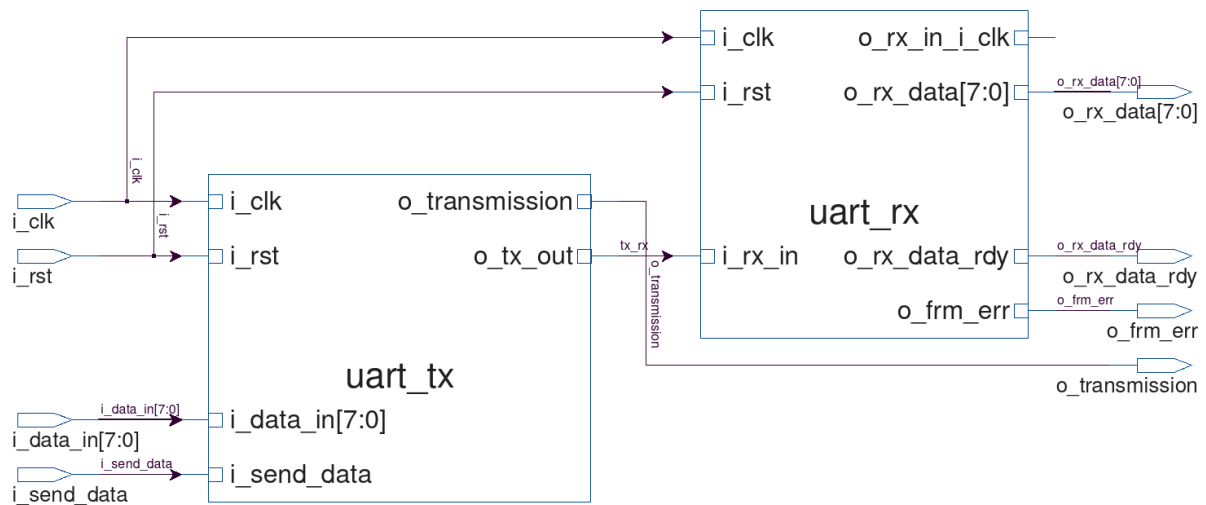 i_clk
o_rx_in_i_clk
i_rst
o_rx_data[7:0]
o_rx_data[7:0]
o_rx_data[7:0]
uart_rx
i_rx_in
o_rx_data_rdy
o_rx_data_rdy
o_rx_data_rdy
o_frm_err
o_frm_err
o_frm_err
o_transmission
i_clk
i_rst
i_clk
i_rst
i_clk
o_transmission
i_rst
o_tx_out
tx_rx
o_transmission
uart_tx
i_data_in[7:0]
i_data_in[7:0]
i_data_in[7:0]
i_send_data
i_send_data
i_send_data